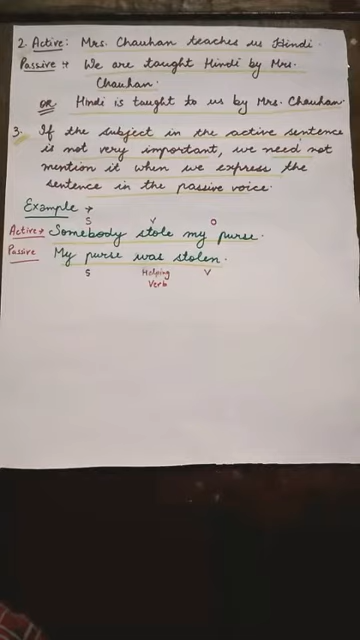 2. Active: Mrs. Chauhan teaches us Hindi.
Passive :→ We are taught Hindi by Mrs.
Chauhan.
OR Hindi is taught to us by Mrs. Chauhan
3. If the subject in the active sentence
is not very important, we need not
mention it when we express the
sentence in the passive voice.
Example →
S V O
Active → Somebody stole my purse.
Passive My purse was stolen.
S Helping V
Verb